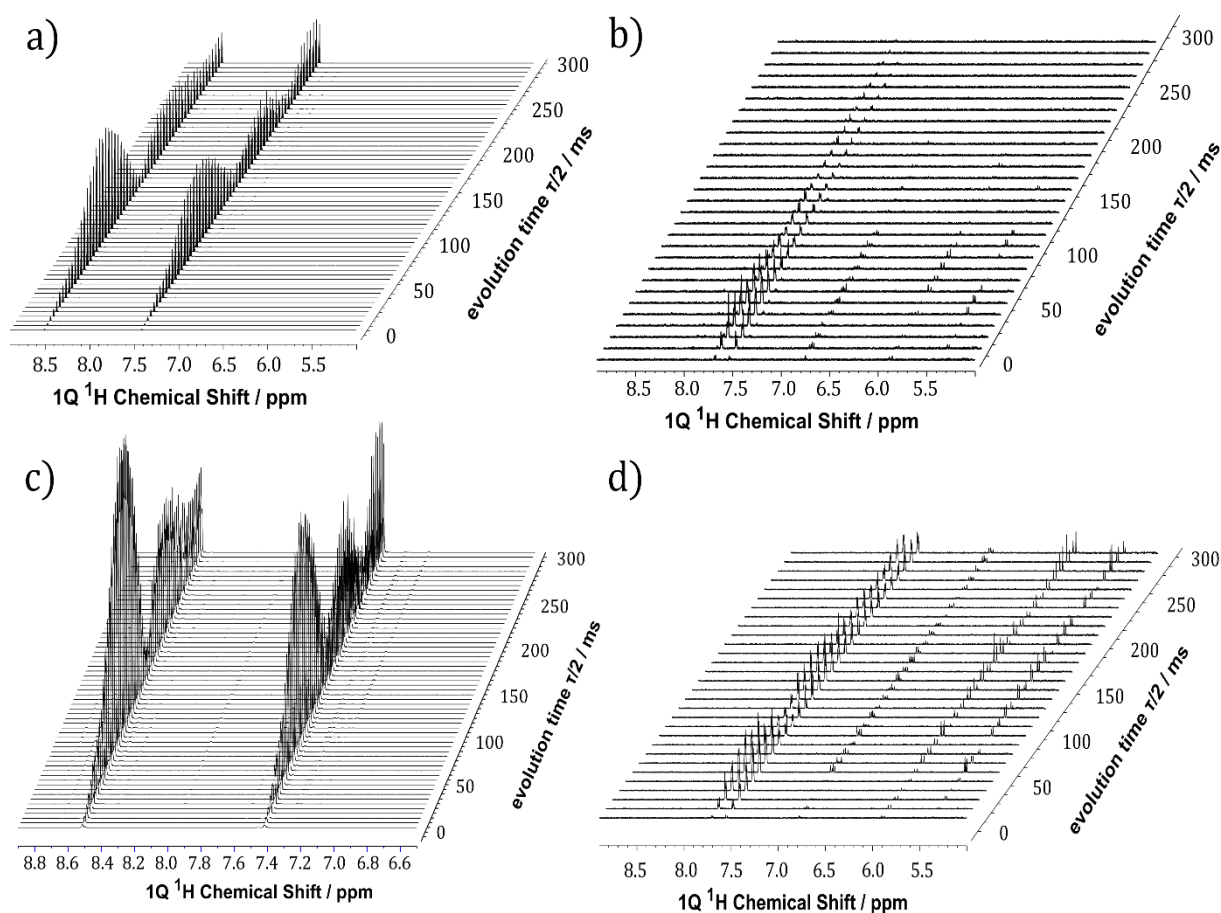 a)
300
250
200
150
100
50
0
evolution time τ/2 / ms
8.5 8.0 7.5 7.0 6.5 6.0 5.5
1Q ¹H Chemical Shift / ppm
b)
300
250
200
150
100
50
0
evolution time τ/2 / ms
8.5 8.0 7.5 7.0 6.5 6.0 5.5
1Q ¹H Chemical Shift / ppm
c)
300
250
200
150
100
50
0
evolution time τ/2 / ms
8.8 8.6 8.4 8.2 8.0 7.8 7.6 7.4 7.2 7.0 6.8 6.6
1Q ¹H Chemical Shift / ppm
d)
300
250
200
150
100
50
0
evolution time τ/2 / ms
8.5 8.0 7.5 7.0 6.5 6.0 5.5
1Q ¹H Chemical Shift / ppm